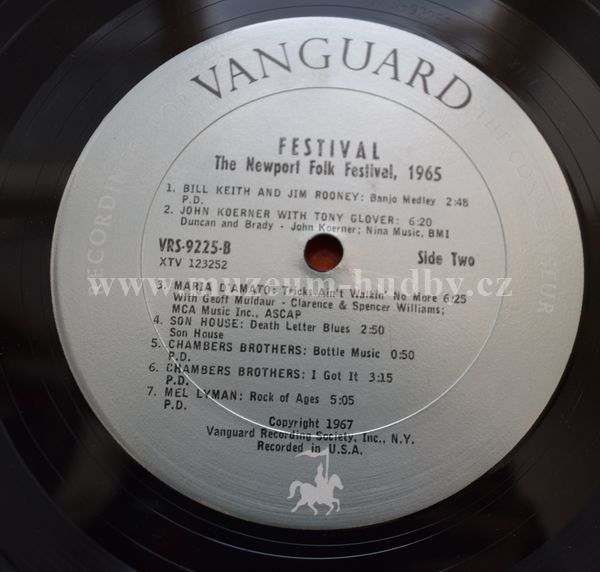 VANGUARD
FESTIVAL
The Newport Folk Festival, 1965
1. BILL KEITH AND JIM ROONEY: Banjo Medley 2:48
P.D.
2. JOHN KOERNER WITH TONY GLOVER: 6:20
Duncan and Brady - John Koerner; Nina Music, BMI
VRS-9225-B
Side Two
XTV 123252
www.muzeum-hudby.cz
3. MARIA D'AMATO: Tricks Ain't Walkin' No More 6:25
With Geoff Muldaur - Clarence & Spencer Williams;
MCA Music Inc., ASCAP
4. SON HOUSE: Death Letter Blues 2:50
Son House
5. CHAMBERS BROTHERS: Bottle Music 0:50
P.D.
6. CHAMBERS BROTHERS: I Got It 3:15
P.D.
7. MEL LYMAN: Rock of Ages 5:05
P.D.
Copyright 1967
Vanguard Recording Society, Inc., N.Y.
Recorded in U.S.A.
RECORDINGS FOR THE CONNOISSEUR